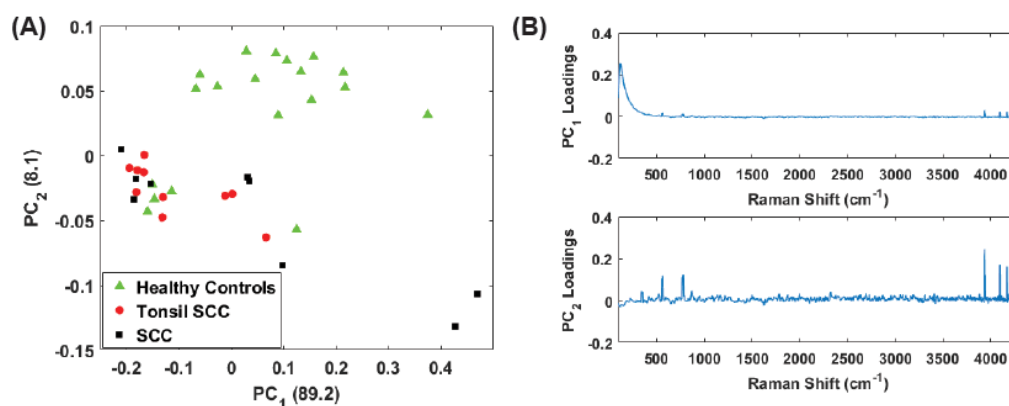 (A)
0.1
0.05
0
-0.05
-0.1
-0.15
PC2 (8.1)
Healthy Controls
Tonsil SCC
SCC
-0.2 -0.1 0 0.1 0.2 0.3 0.4
PC1 (89.2)
(B)
0.4
0.2
0
-0.2
PC1 Loadings
500 1000 1500 2000 2500 3000 3500 4000
Raman Shift (cm-1)
0.4
0.2
0
-0.2
PC2 Loadings
500 1000 1500 2000 2500 3000 3500 4000
Raman Shift (cm-1)